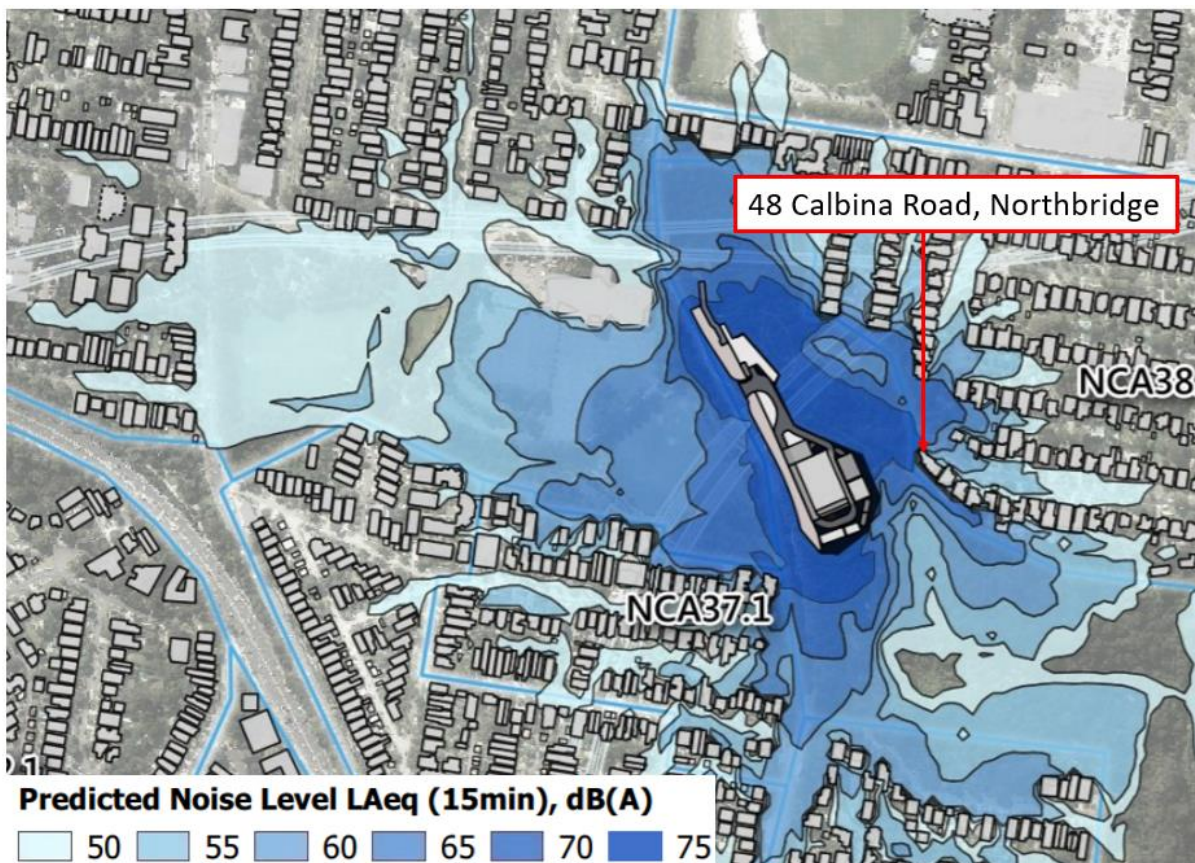 48 Calbina Road, Northbridge
NCA38
NCA37.1
Predicted Noise Level LAeq (15min), dB(A)
50 55 60 65 70 75